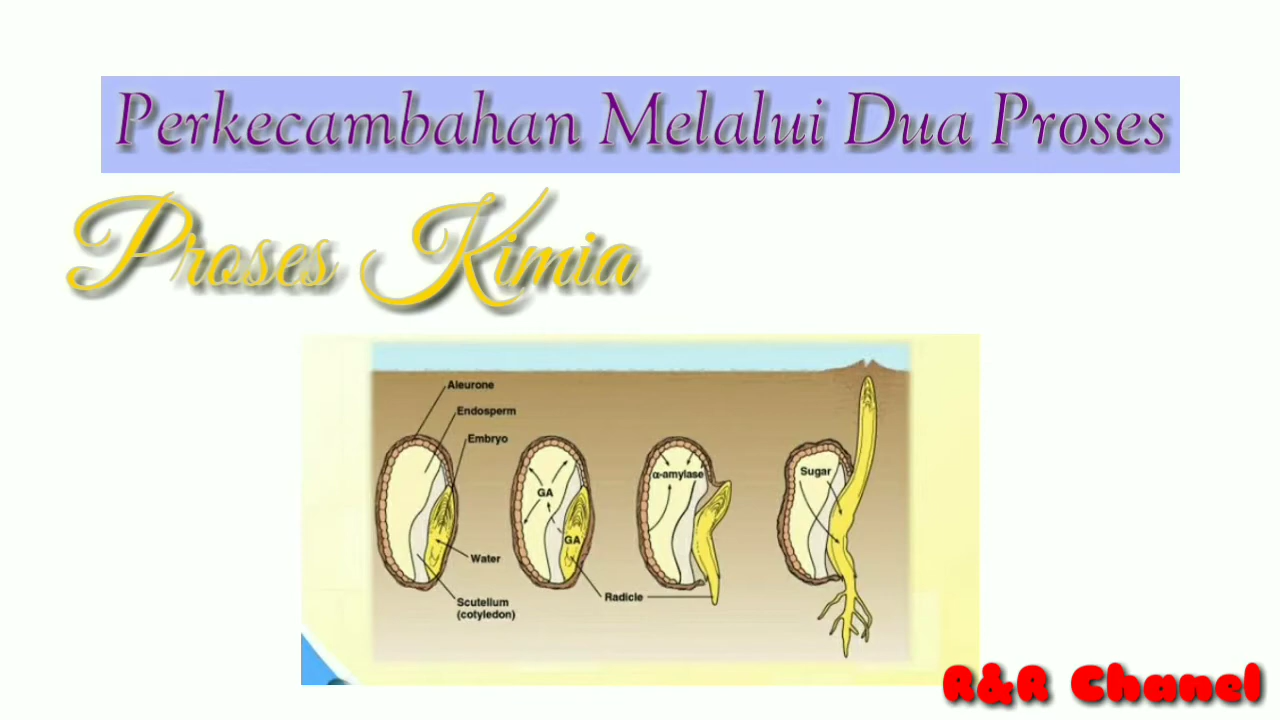 Perkecambahan Melalui Dua Proses
Proses Kimia
Aleurone
Endosperm
Embryo
α-amylase
Sugar
GA
GA
Water
Radicle
Scutellum
(cotyledon)
R&R Chanel